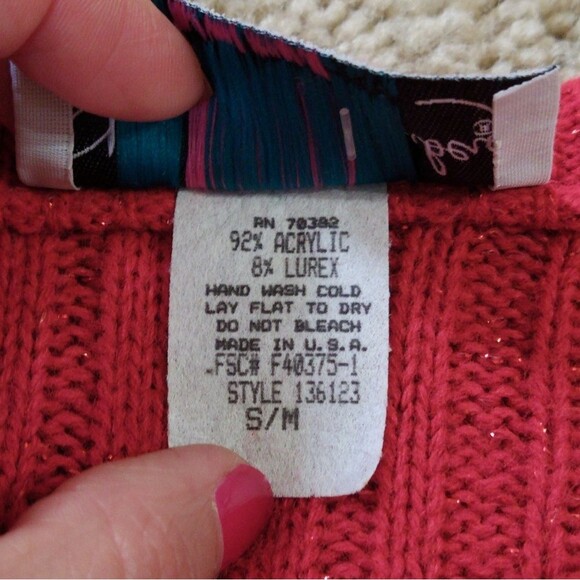 RN 70382
92% ACRYLIC
8% LUREX
HAND WASH COLD
LAY FLAT TO DRY
DO NOT BLEACH
MADE IN U.S.A.
.FSC# F40375-1
STYLE 136123
S/M